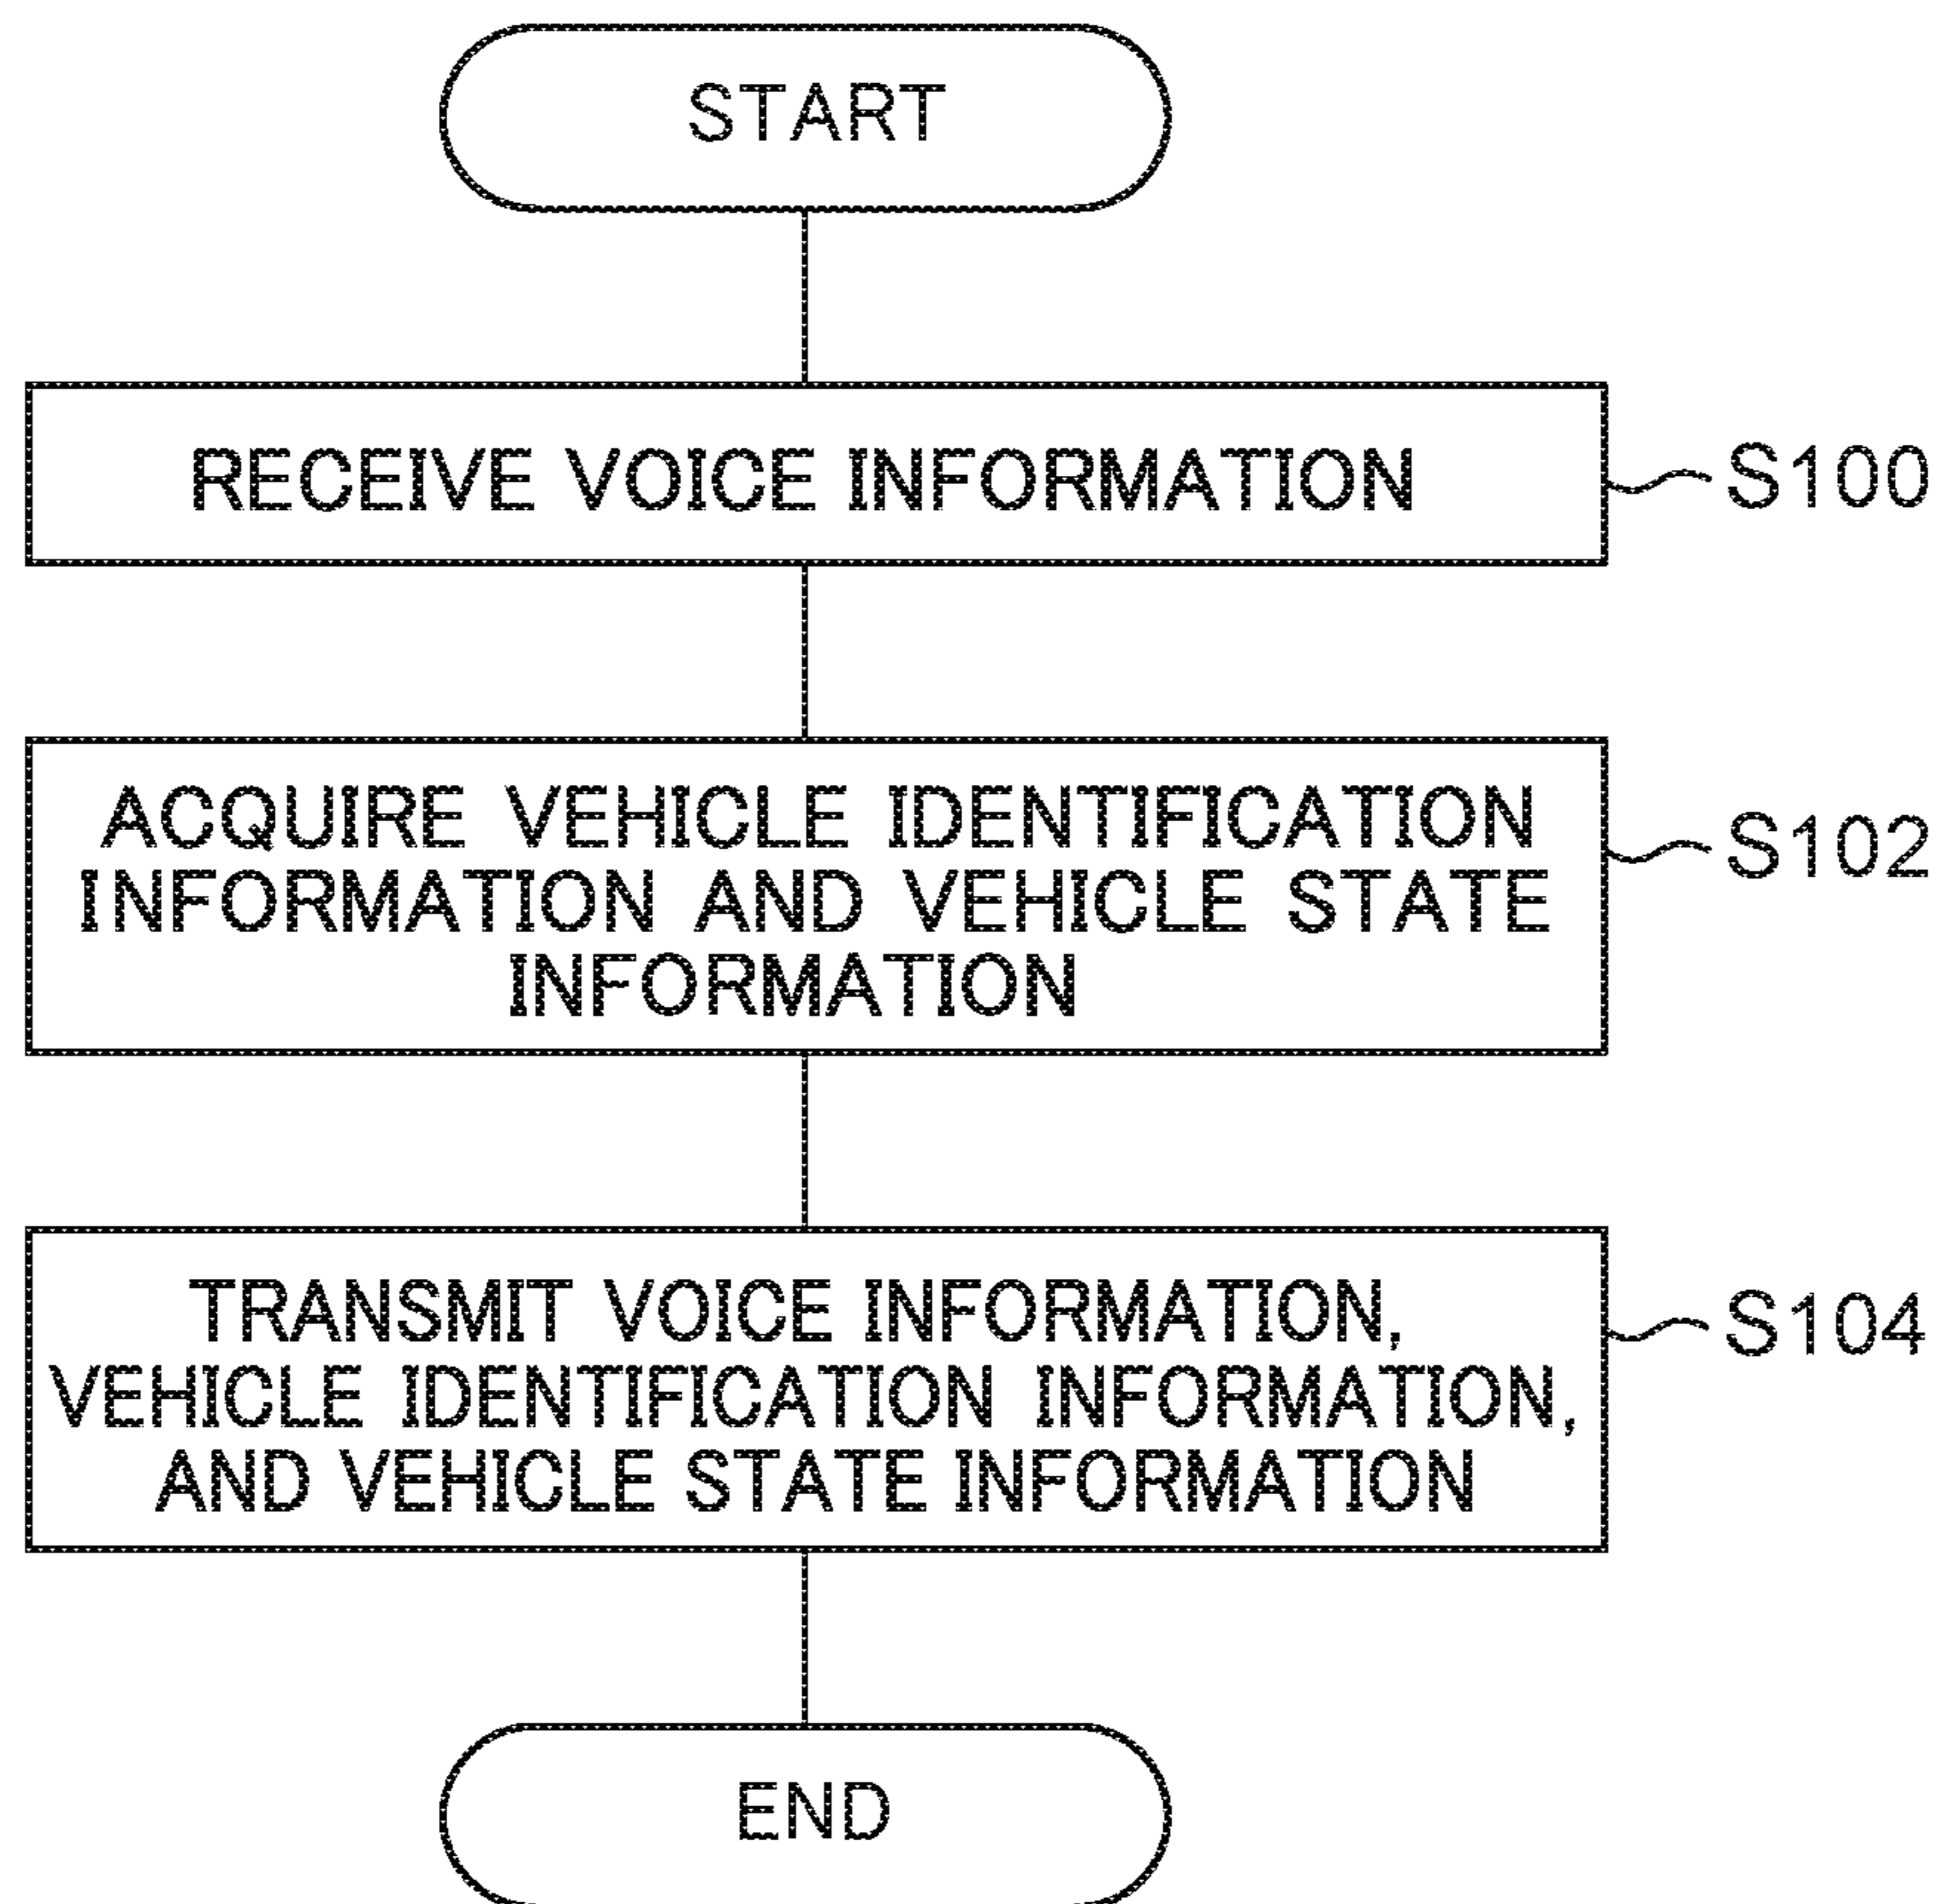 START
RECEIVE VOICE INFORMATION
S100
ACQUIRE VEHICLE IDENTIFICATION
INFORMATION AND VEHICLE STATE
INFORMATION
S102
TRANSMIT VOICE INFORMATION,
VEHICLE IDENTIFICATION INFORMATION,
AND VEHICLE STATE INFORMATION
S104
END